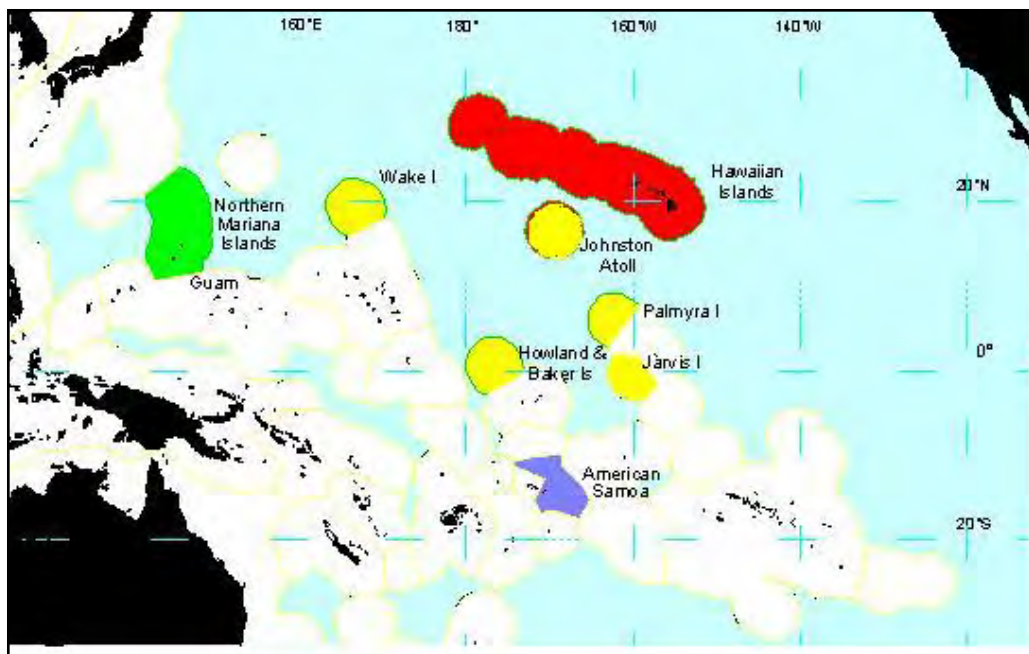 160°E
180°
160°W
140°W
Wake I
Hawaiian
Islands
20°N
Northern
Mariana
Islands
Johnston
Atoll
Guam
Palmyra I
Howland &
Baker Is
Jàrvis I
0°
American
Samoa
20°S